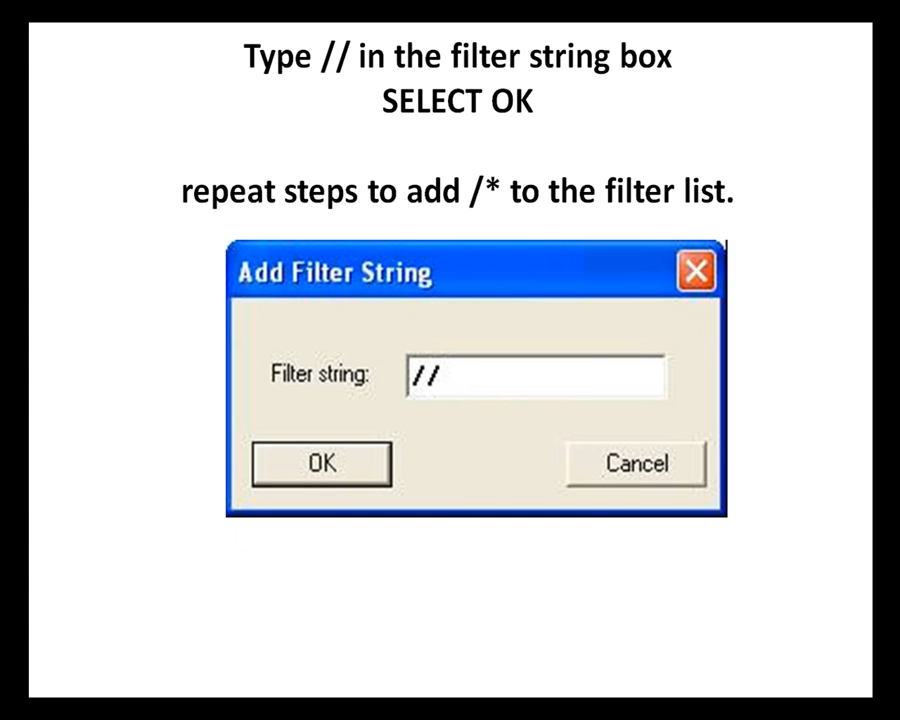 Type // in the filter string box
SELECT OK
repeat steps to add /* to the filter list.
Add Filter String
Filter string: //
OK Cancel